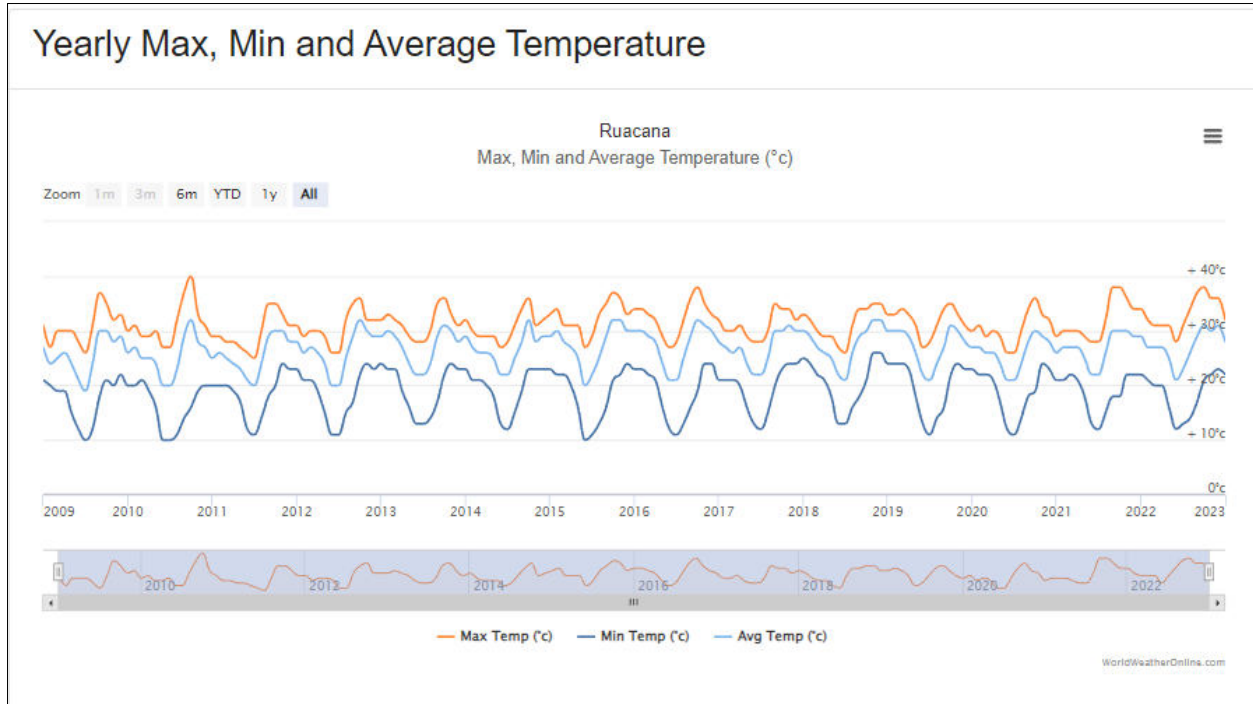 Yearly Max, Min and Average Temperature
Ruacana
Max, Min and Average Temperature (°c)
Zoom 1m 3m 6m YTD 1y All
+ 40°c
+ 30°c
+ 20°c
+ 10°c
0°c
2009 2010 2011 2012 2013 2014 2015 2016 2017 2018 2019 2020 2021 2022 2023
2010 2012 2014 2016 2018 2020 2022
Max Temp (°c) Min Temp (°c) Avg Temp (°c)
WorldWeatherOnline.com